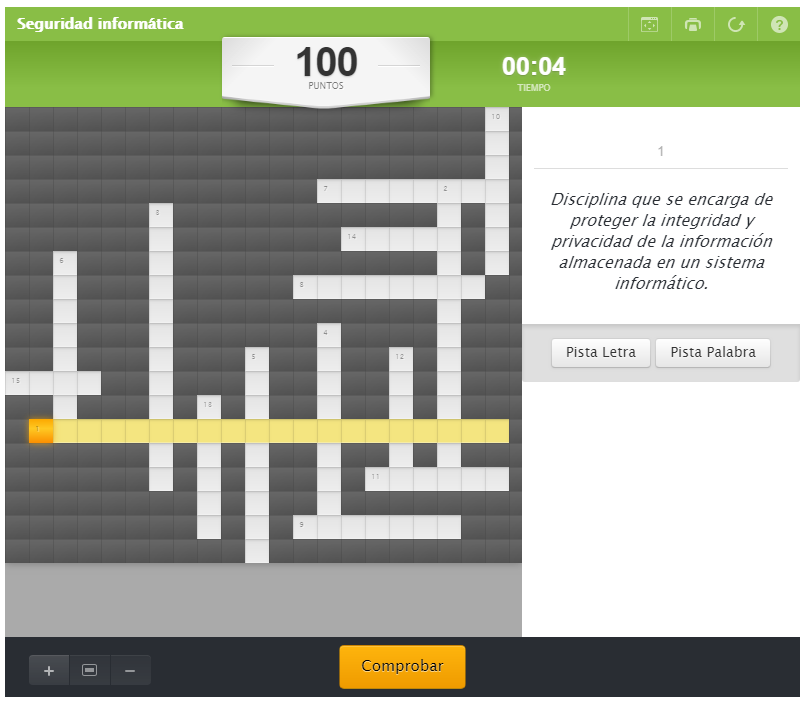 Seguridad informática
?
100
PUNTOS
00:04
TIEMPO
10
7
2
3
14
6
8
4
5
12
15
13
1
11
9
1
Disciplina que se encarga de
proteger la integridad y
privacidad de la información
almacenada en un sistema
informático.
Pista Letra
Pista Palabra
+
−
Comprobar